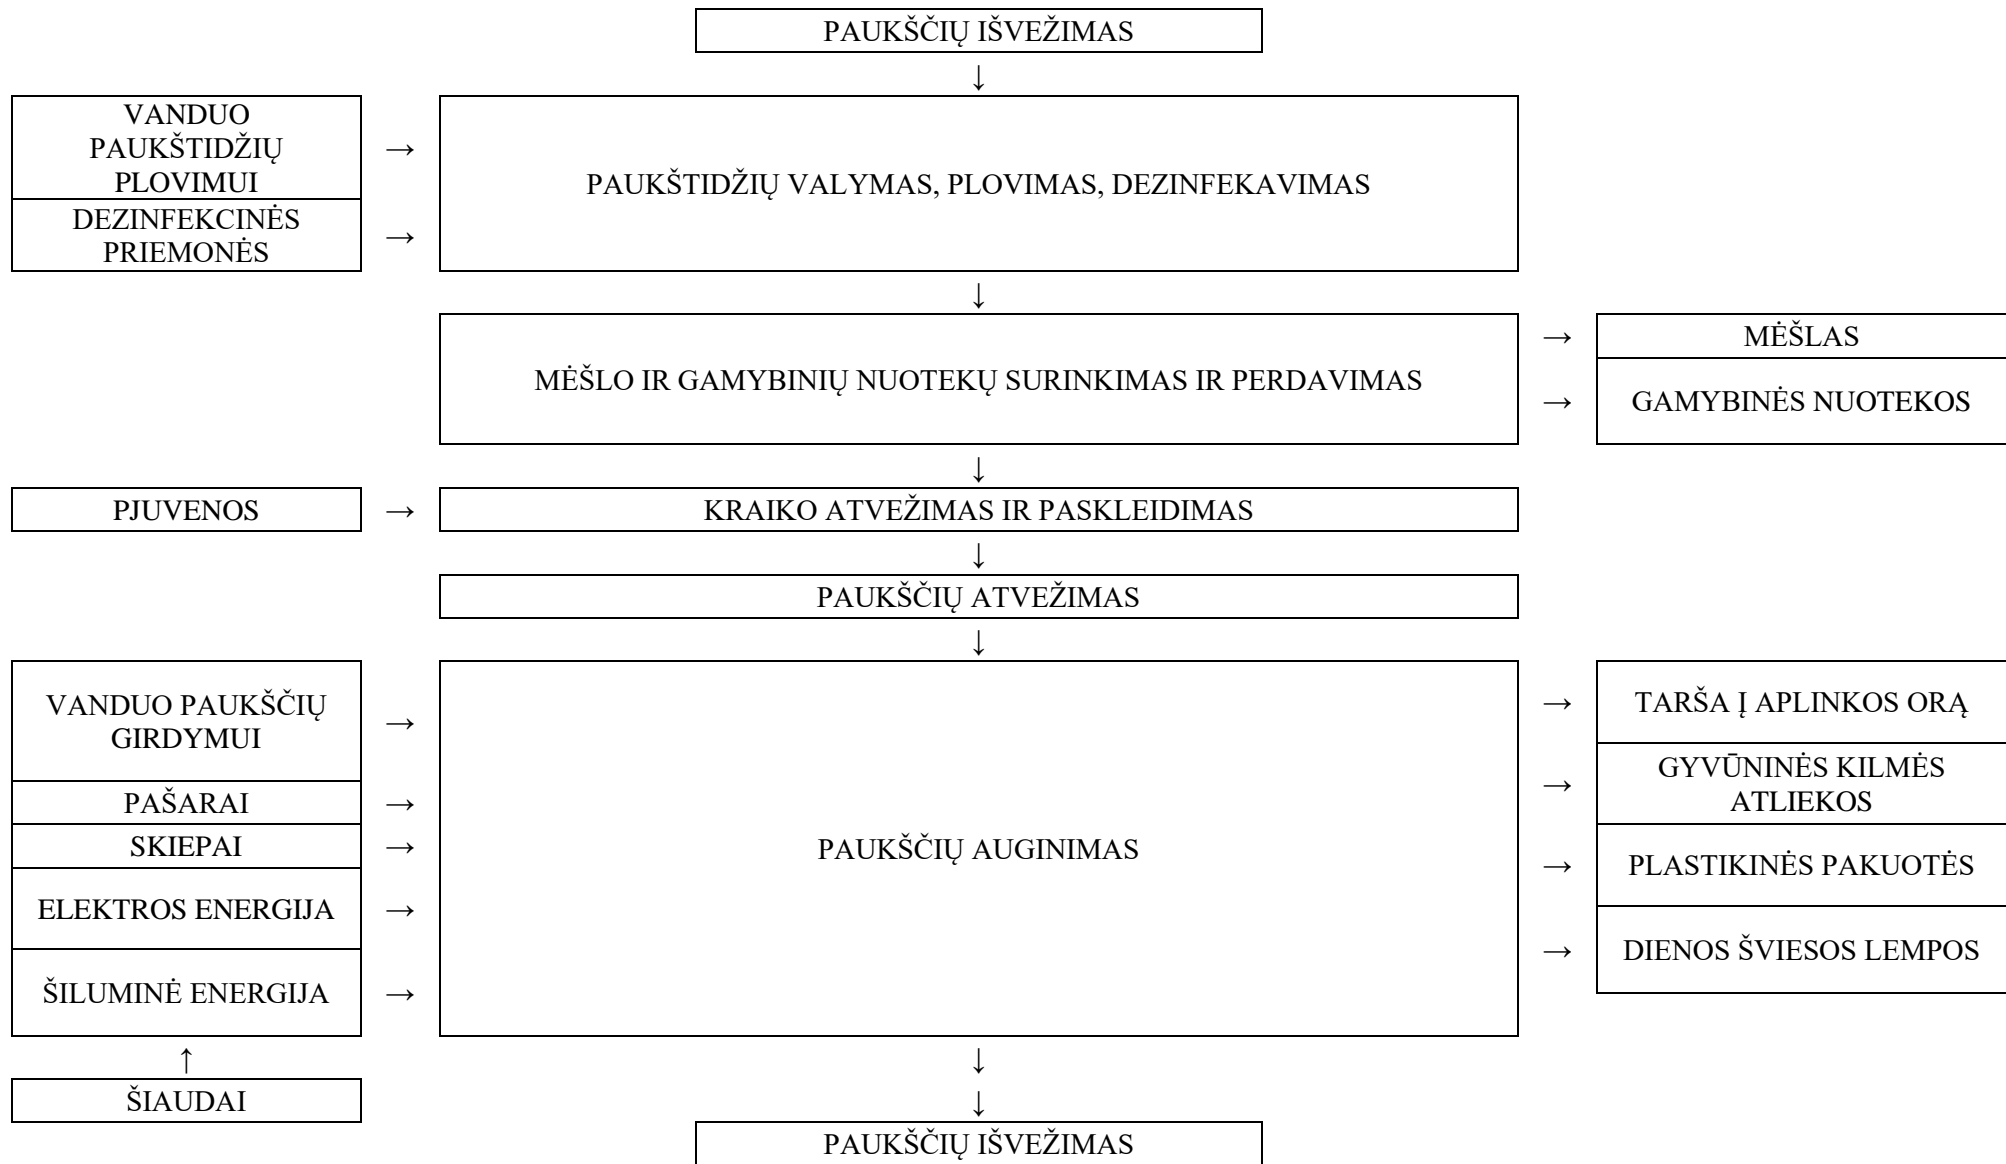 PAUKŠČIŲ IŠVEŽIMAS
↓
VANDUO
PAUKŠTIDŽIŲ
PLOVIMUI
→
DEZINFEKCINĖS
PRIEMONĖS
→
PAUKŠTIDŽIŲ VALYMAS, PLOVIMAS, DEZINFEKAVIMAS
↓
MĖŠLO IR GAMYBINIŲ NUOTEKŲ SURINKIMAS IR PERDAVIMAS
→
MĖŠLAS
→
GAMYBINĖS NUOTEKOS
↓
PJUVENOS
→
KRAIKO ATVEŽIMAS IR PASKLEIDIMAS
↓
PAUKŠČIŲ ATVEŽIMAS
↓
VANDUO PAUKŠČIŲ
GIRDYMUI
→
PAŠARAI
→
SKIEPAI
→
ELEKTROS ENERGIJA
→
ŠILUMINĖ ENERGIJA
→
↑
ŠIAUDAI
PAUKŠČIŲ AUGINIMAS
→
TARŠA Į APLINKOS ORĄ
→
GYVŪNINĖS KILMĖS
ATLIEKOS
→
PLASTIKINĖS PAKUOTĖS
→
DIENOS ŠVIESOS LEMPOS
↓
↓
PAUKŠČIŲ IŠVEŽIMAS